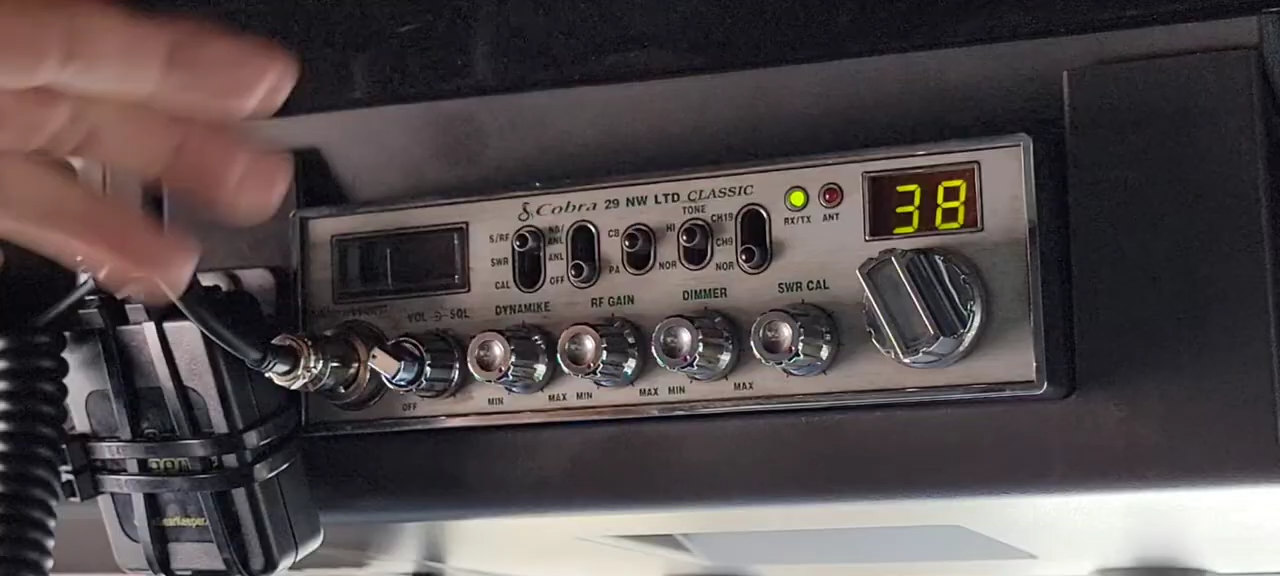 Cobra 29 NW LTD CLASSIC
38
S/RF
SWR
CAL
NB/
ANL
ANL
OFF
CB
PA
TONE
HI
NOR
CH19
CH9
NOR
RX/TX
ANT
VOL
SQL
OFF
DYNAMIKE
MIN
MAX
RF GAIN
MIN
MAX
DIMMER
MIN
MAX
SWR CAL